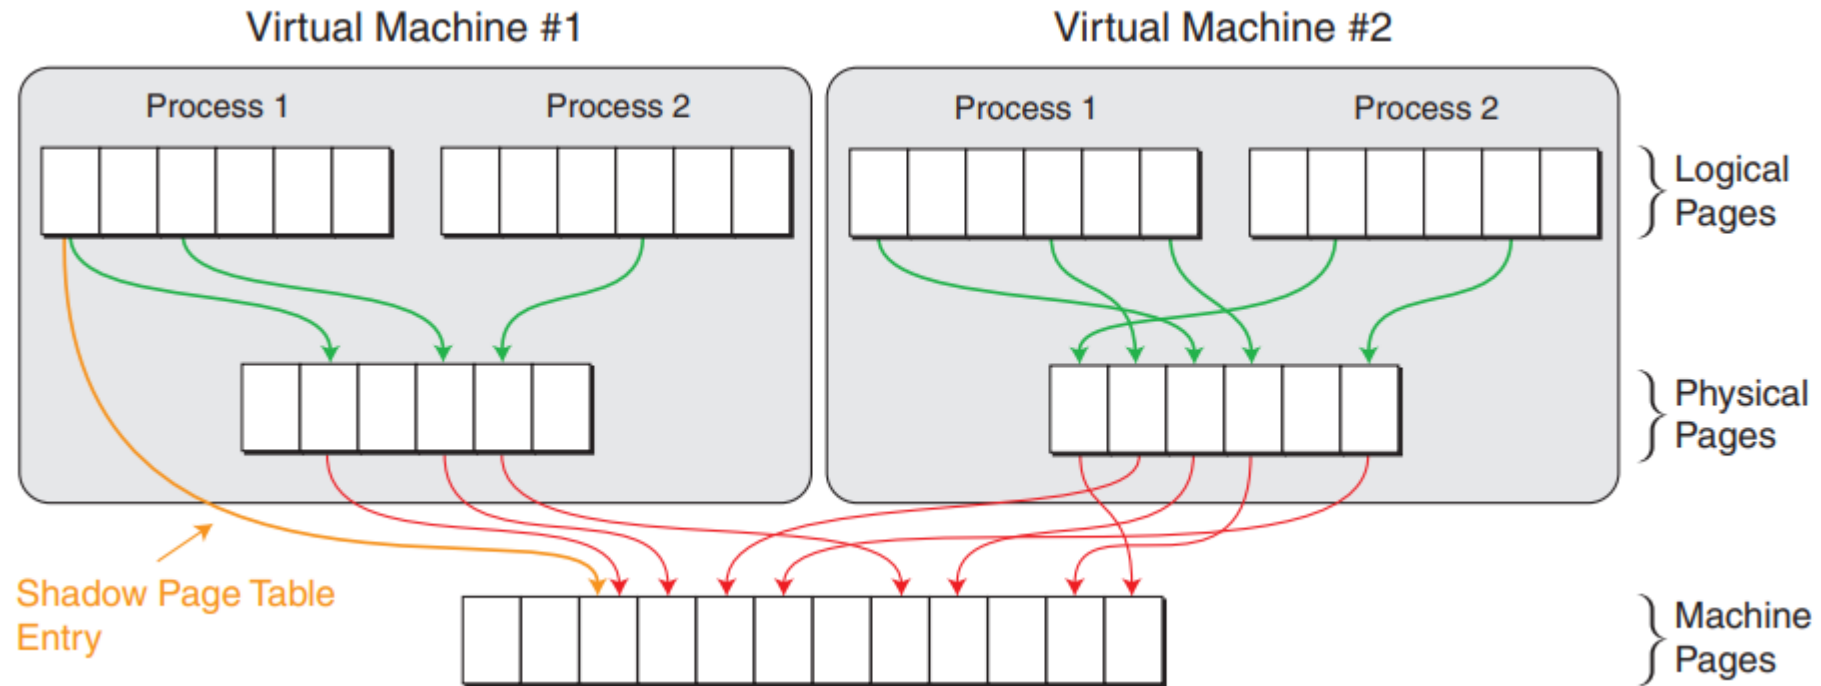 Virtual Machine #1
Virtual Machine #2
Process 1
Process 2
Process 1
Process 2
Logical
Pages
Physical
Pages
Shadow Page Table
Entry
Machine
Pages